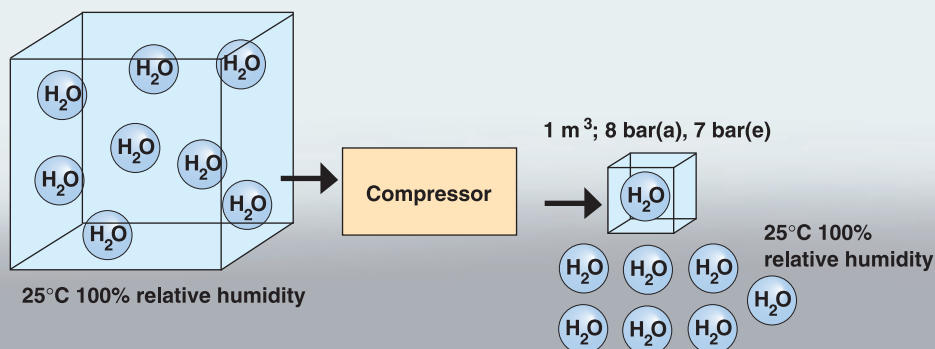 H₂O
H₂O
H₂O
H₂O
H₂O
H₂O
H₂O
H₂O
25°C 100% relative humidity
Compressor
1 m³; 8 bar(a), 7 bar(e)
H₂O
25°C 100%
relative humidity
H₂O H₂O H₂O
H₂O
H₂O H₂O H₂O